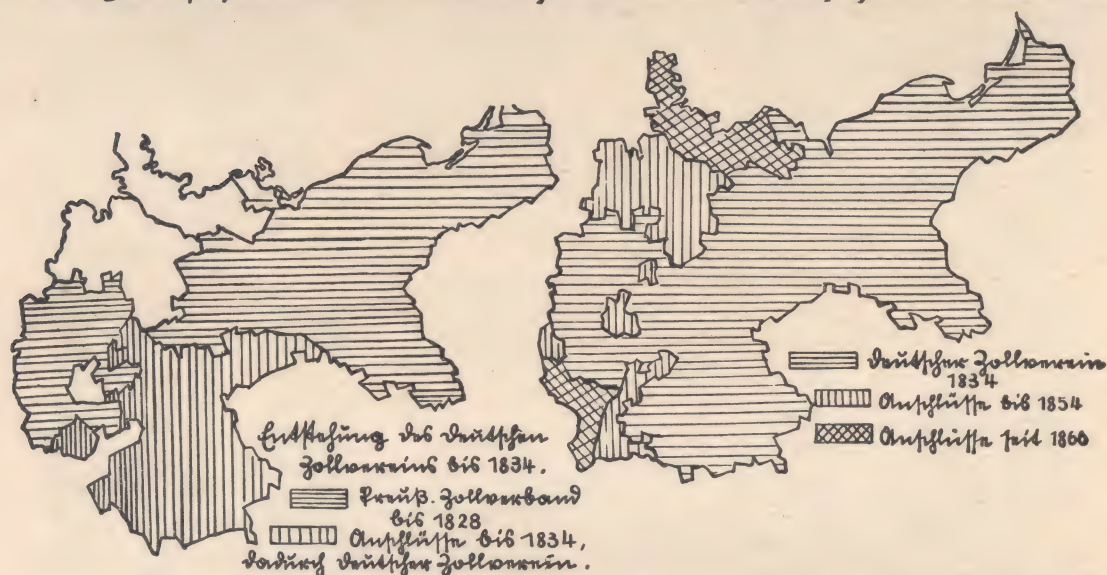 Entstehung des Deutschen
Zollvereins bis 1834.
Preuß. Zollverband
bis 1828
Anschlüsse bis 1834,
dadurch Deutscher Zollverein.
Deutscher Zollverein
1834
Anschlüsse bis 1854
Anschlüsse seit 1860